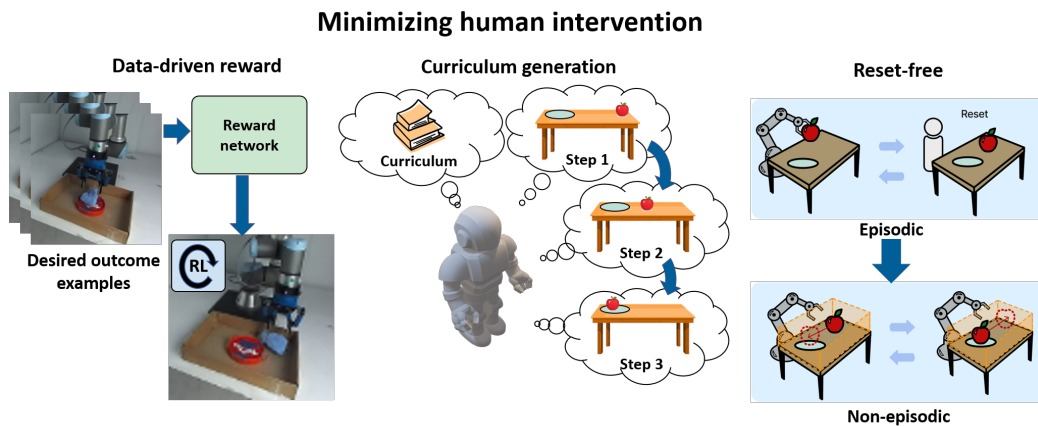 Minimizing human intervention
Data-driven reward
Reward
network
Desired outcome
examples
RL
Curriculum generation
Curriculum
Step 1
Step 2
Step 3
Reset-free
Reset
Episodic
Non-episodic